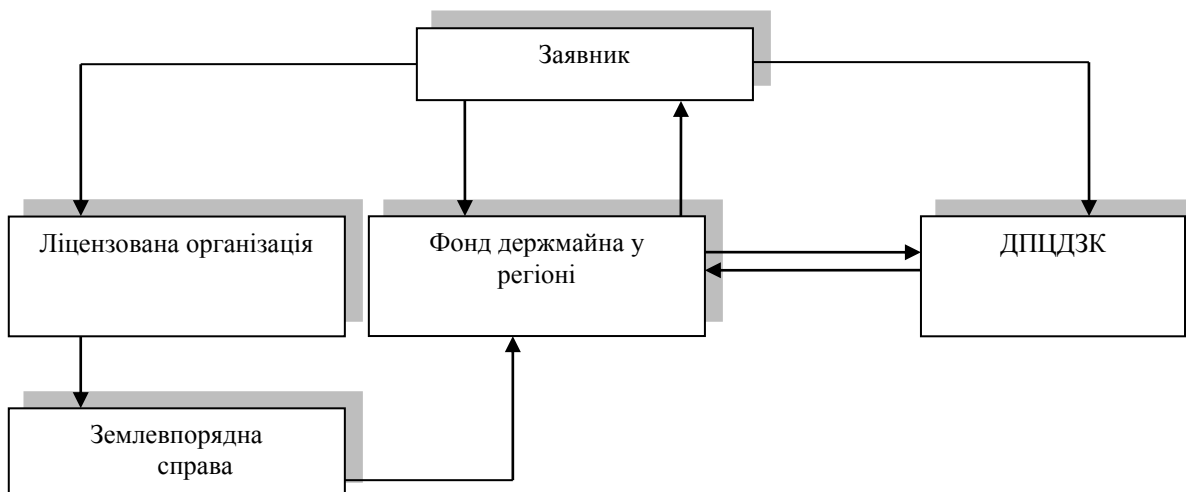 Заявник
Ліцензована організація
Фонд держмайна у
регіоні
ДПЦДЗК
Землевпорядна
справа